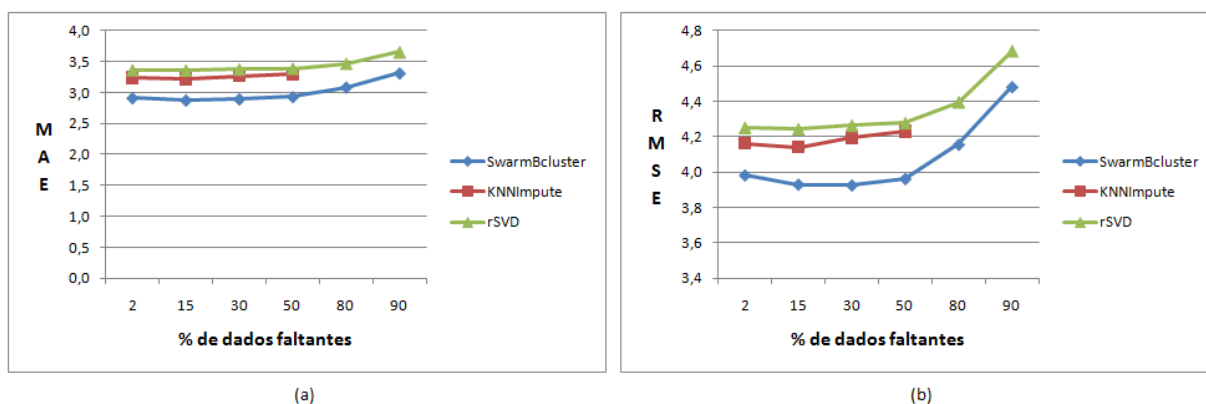 4,0
3,5
3,0
2,5
2,0
1,5
1,0
0,5
0,0
MAE
2 15 30 50 80 90
% de dados faltantes
SwarmBcluster
KNNImpute
rSVD
(a)
4,8
4,6
4,4
4,2
4,0
3,8
3,6
3,4
RMSE
2 15 30 50 80 90
% de dados faltantes
SwarmBcluster
KNNImpute
rSVD
(b)